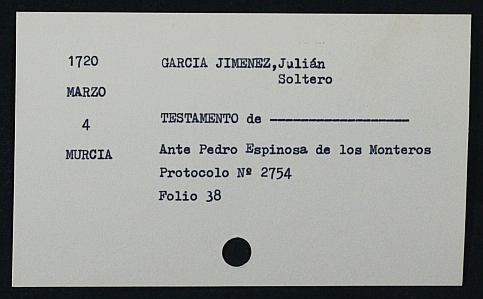 1720
GARCIA JIMENEZ,Julián
Soltero
MARZO
4
TESTAMENTO de ------------------
MURCIA
Ante Pedro Espinosa de los Monteros
Protocolo Nº 2754
Folio 38